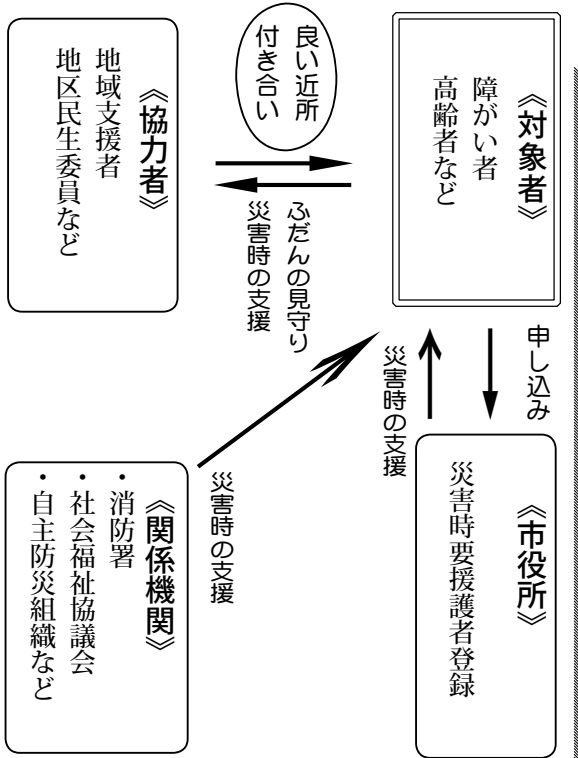 《対象者》
障がい者
高齢者など
良い近所
付き合い
ふだんの見守り
災害時の支援
《協力者》
地域支援者
地区民生委員など
申し込み
災害時の支援
《市役所》
災害時要援護者登録
災害時の支援
《関係機関》
・消防署
・社会福祉協議会
・自主防災組織など